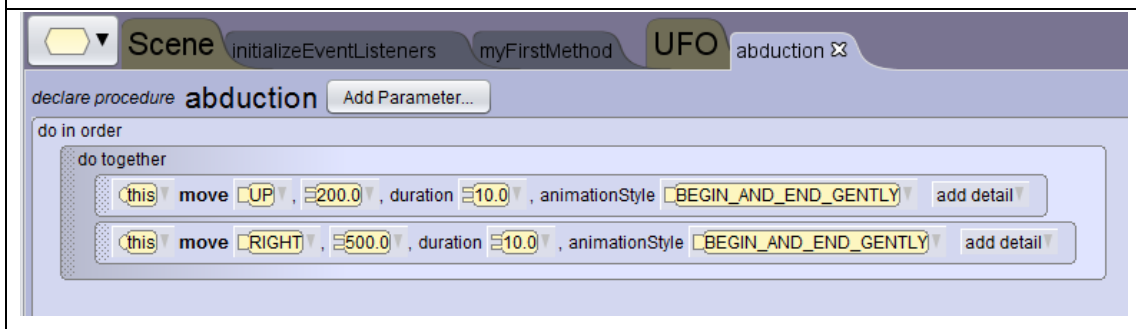 Scene initializeEventListeners myFirstMethod UFO abduction
declare procedure abduction Add Parameter...
do in order
do together
this move UP , 200.0 , duration 10.0 , animationStyle BEGIN_AND_END_GENTLY add detail
this move RIGHT , 500.0 , duration 10.0 , animationStyle BEGIN_AND_END_GENTLY add detail